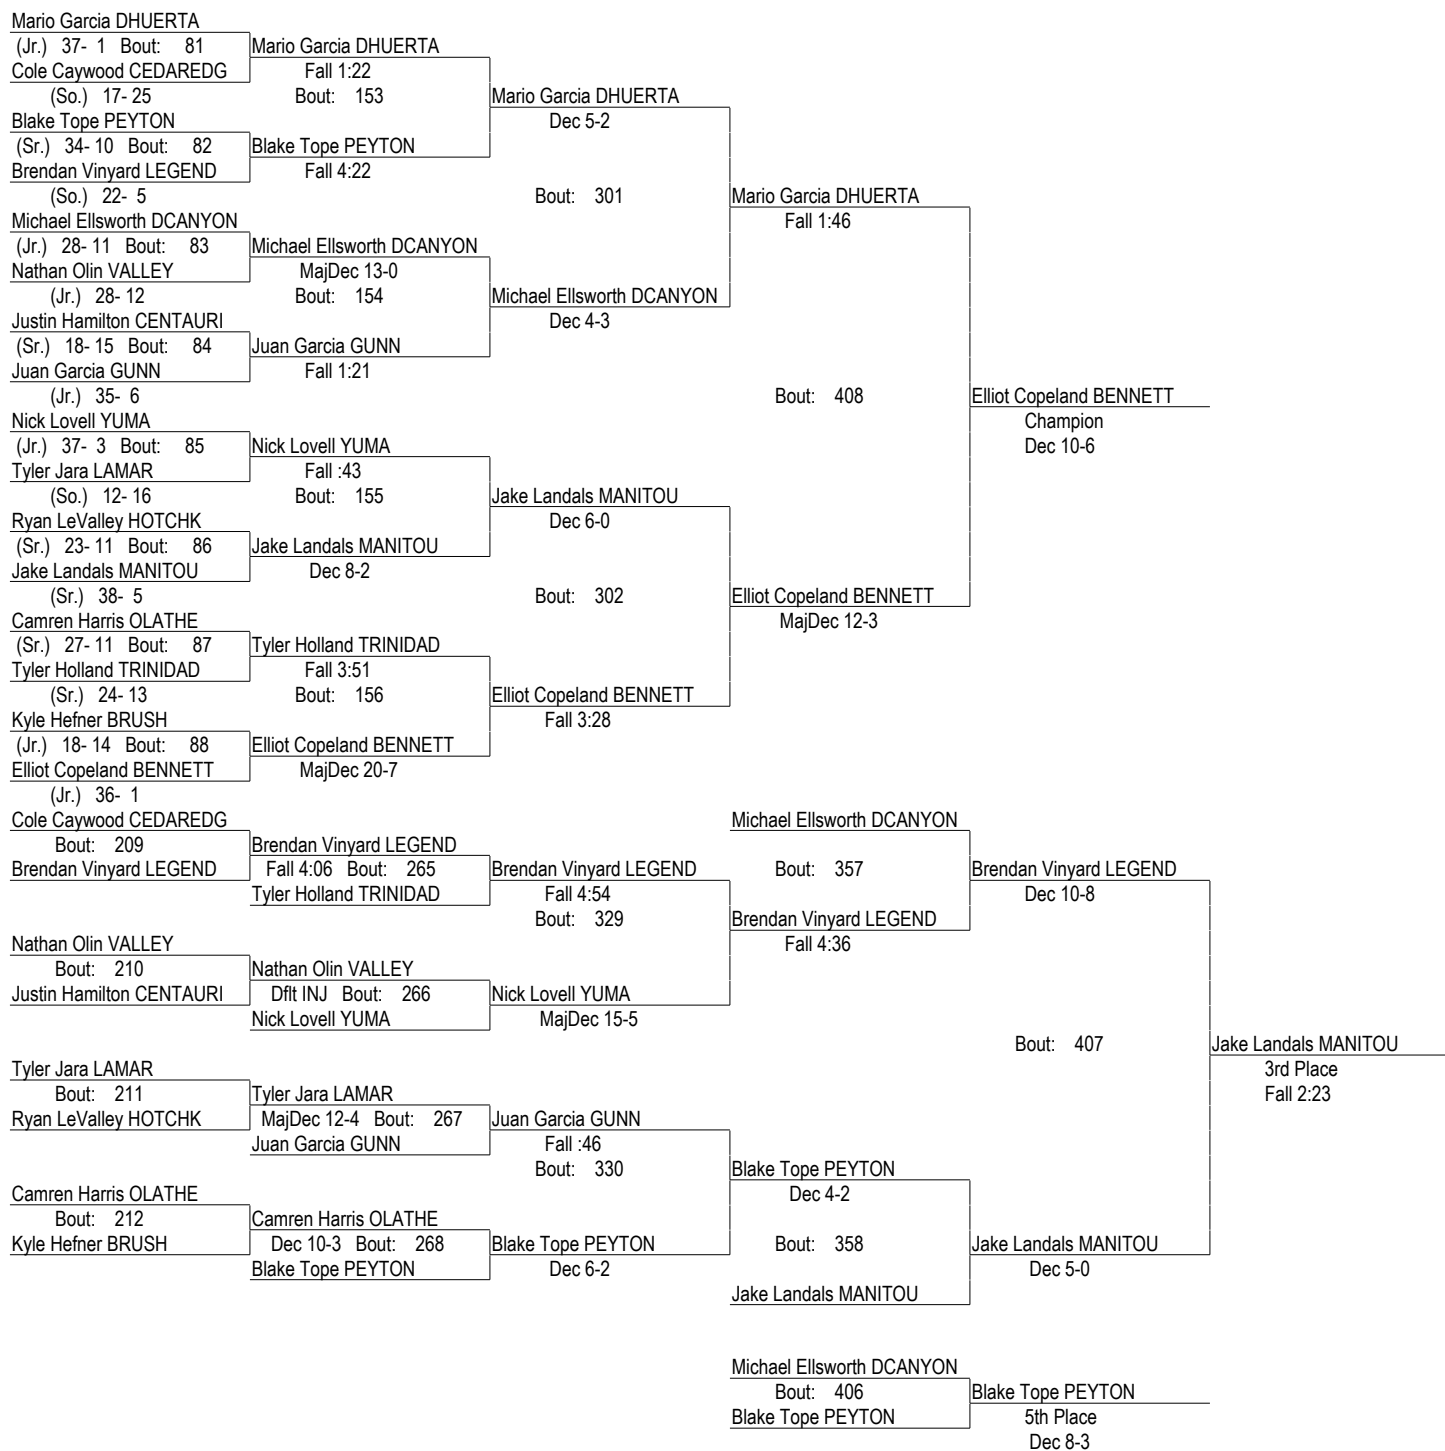 Mario Garcia DHUERTA
(Jr.) 37- 1 Bout: 81 Mario Garcia DHUERTA
Cole Caywood CEDAREDG Fall 1:22
(So.) 17- 25 Bout: 153 Mario Garcia DHUERTA
Blake Tope PEYTON Dec 5-2
(Sr.) 34- 10 Bout: 82 Blake Tope PEYTON
Brendan Vinyard LEGEND Fall 4:22
(So.) 22- 5 Bout: 301 Mario Garcia DHUERTA
Michael Ellsworth DCANYON Fall 1:46
(Jr.) 28- 11 Bout: 83 Michael Ellsworth DCANYON
Nathan Olin VALLEY MajDec 13-0
(Jr.) 28- 12 Bout: 154 Michael Ellsworth DCANYON
Justin Hamilton CENTAURI Dec 4-3
(Sr.) 18- 15 Bout: 84 Juan Garcia GUNN
Juan Garcia GUNN Fall 1:21
(Jr.) 35- 6 Bout: 408 Elliot Copeland BENNETT
Nick Lovell YUMA Champion
(Jr.) 37- 3 Bout: 85 Nick Lovell YUMA Dec 10-6
Tyler Jara LAMAR Fall :43
(So.) 12- 16 Bout: 155 Jake Landals MANITOU
Ryan LeValley HOTCHK Dec 6-0
(Sr.) 23- 11 Bout: 86 Jake Landals MANITOU
Jake Landals MANITOU Dec 8-2
(Sr.) 38- 5 Bout: 302 Elliot Copeland BENNETT
Camren Harris OLATHE MajDec 12-3
(Sr.) 27- 11 Bout: 87 Tyler Holland TRINIDAD
Tyler Holland TRINIDAD Fall 3:51
(Sr.) 24- 13 Bout: 156 Elliot Copeland BENNETT
Kyle Hefner BRUSH Fall 3:28
(Jr.) 18- 14 Bout: 88 Elliot Copeland BENNETT
Elliot Copeland BENNETT MajDec 20-7
(Jr.) 36- 1
Cole Caywood CEDAREDG Michael Ellsworth DCANYON
Bout: 209 Brendan Vinyard LEGEND
Brendan Vinyard LEGEND Fall 4:06 Bout: 265 Brendan Vinyard LEGEND Bout: 357 Brendan Vinyard LEGEND
Tyler Holland TRINIDAD Fall 4:54 Dec 10-8
Bout: 329 Brendan Vinyard LEGEND
Nathan Olin VALLEY Fall 4:36
Bout: 210 Nathan Olin VALLEY
Justin Hamilton CENTAURI Dflt INJ Bout: 266 Nick Lovell YUMA
Nick Lovell YUMA MajDec 15-5
Bout: 407 Jake Landals MANITOU
Tyler Jara LAMAR 3rd Place
Bout: 211 Tyler Jara LAMAR Fall 2:23
Ryan LeValley HOTCHK MajDec 12-4 Bout: 267 Juan Garcia GUNN
Juan Garcia GUNN Fall :46
Bout: 330 Blake Tope PEYTON
Camren Harris OLATHE Dec 4-2
Bout: 212 Camren Harris OLATHE
Kyle Hefner BRUSH Dec 10-3 Bout: 268 Blake Tope PEYTON Bout: 358 Jake Landals MANITOU
Blake Tope PEYTON Dec 6-2 Dec 5-0
Jake Landals MANITOU
Michael Ellsworth DCANYON
Bout: 406 Blake Tope PEYTON
Blake Tope PEYTON 5th Place
Dec 8-3